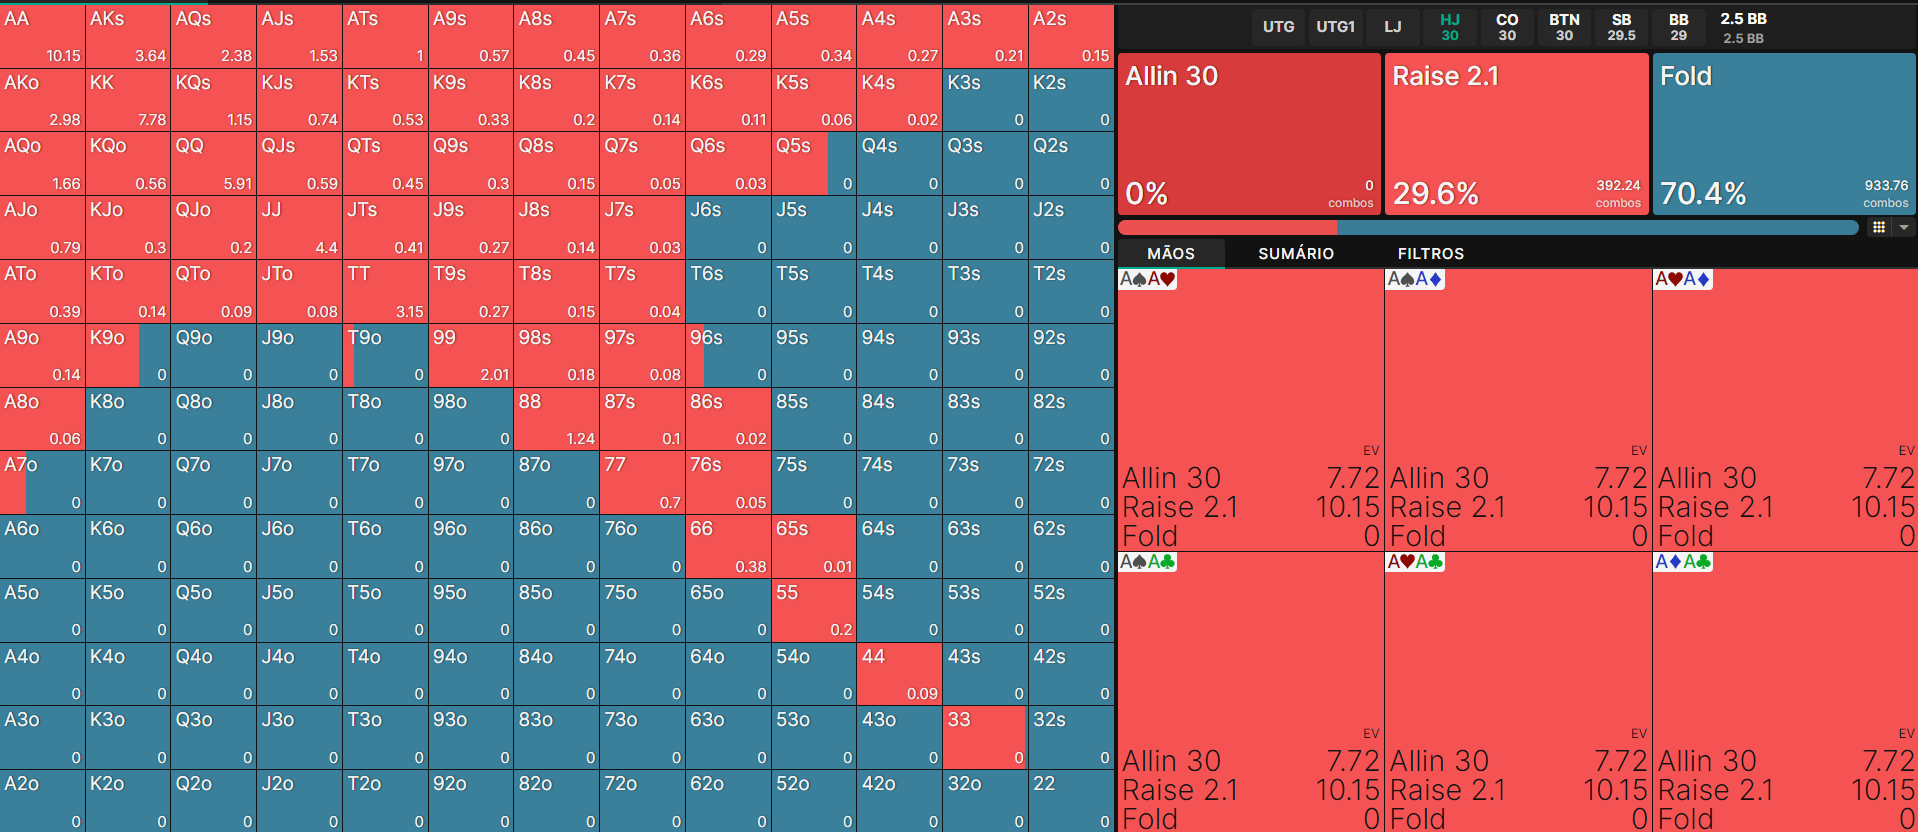 AA AKs AQs AJs ATs A9s A8s A7s A6s A5s A4s A3s A2s
10.15 3.64 2.38 1.53 1 0.57 0.45 0.36 0.29 0.34 0.27 0.21 0.15
AKo KK KQs KJs KTs K9s K8s K7s K6s K5s K4s K3s K2s
2.98 7.78 1.15 0.74 0.53 0.33 0.2 0.14 0.11 0.06 0.02 0 0
AQo KQo QQ QJs QTs Q9s Q8s Q7s Q6s Q5s Q4s Q3s Q2s
1.66 0.56 5.91 0.59 0.45 0.3 0.15 0.05 0.03 0 0 0 0
AJo KJo QJo JJ JTs J9s J8s J7s J6s J5s J4s J3s J2s
0.79 0.3 0.2 4.4 0.41 0.27 0.14 0.03 0 0 0 0 0
ATo KTo QTo JTo TT T9s T8s T7s T6s T5s T4s T3s T2s
0.39 0.14 0.09 0.08 3.15 0.27 0.15 0.04 0 0 0 0 0
A9o K9o Q9o J9o T9o 99 98s 97s 96s 95s 94s 93s 92s
0.14 0 0 0 0 2.01 0.18 0.08 0 0 0 0 0
A8o K8o Q8o J8o T8o 98o 88 87s 86s 85s 84s 83s 82s
0.06 0 0 0 0 0 1.24 0.1 0.02 0 0 0 0
A7o K7o Q7o J7o T7o 97o 87o 77 76s 75s 74s 73s 72s
0 0 0 0 0 0 0 0.7 0.05 0 0 0 0
A6o K6o Q6o J6o T6o 96o 86o 76o 66 65s 64s 63s 62s
0 0 0 0 0 0 0 0 0.38 0.01 0 0 0
A5o K5o Q5o J5o T5o 95o 85o 75o 65o 55 54s 53s 52s
0 0 0 0 0 0 0 0 0 0.2 0 0 0
A4o K4o Q4o J4o T4o 94o 84o 74o 64o 54o 44 43s 42s
0 0 0 0 0 0 0 0 0 0 0.09 0 0
A3o K3o Q3o J3o T3o 93o 83o 73o 63o 53o 43o 33 32s
0 0 0 0 0 0 0 0 0 0 0 0 0
A2o K2o Q2o J2o T2o 92o 82o 72o 62o 52o 42o 32o 22
0 0 0 0 0 0 0 0 0 0 0 0 0
UTG UTG1 LJ HJ CO BTN SB BB 2.5 BB
30 30 30 29.5 29 2.5 BB
Allin 30 Raise 2.1 Fold
0% 0 combos 29.6% 392.24 combos 70.4% 933.76 combos
MÃOS SUMÁRIO FILTROS
A♠A♥ A♠A♦ A♥A♦
EV EV EV
Allin 30 7.72 Allin 30 7.72 Allin 30 7.72
Raise 2.1 10.15 Raise 2.1 10.15 Raise 2.1 10.15
Fold 0 Fold 0 Fold 0
A♠A♣ A♥A♣ A♦A♣
EV EV EV
Allin 30 7.72 Allin 30 7.72 Allin 30 7.72
Raise 2.1 10.15 Raise 2.1 10.15 Raise 2.1 10.15
Fold 0 Fold 0 Fold 0